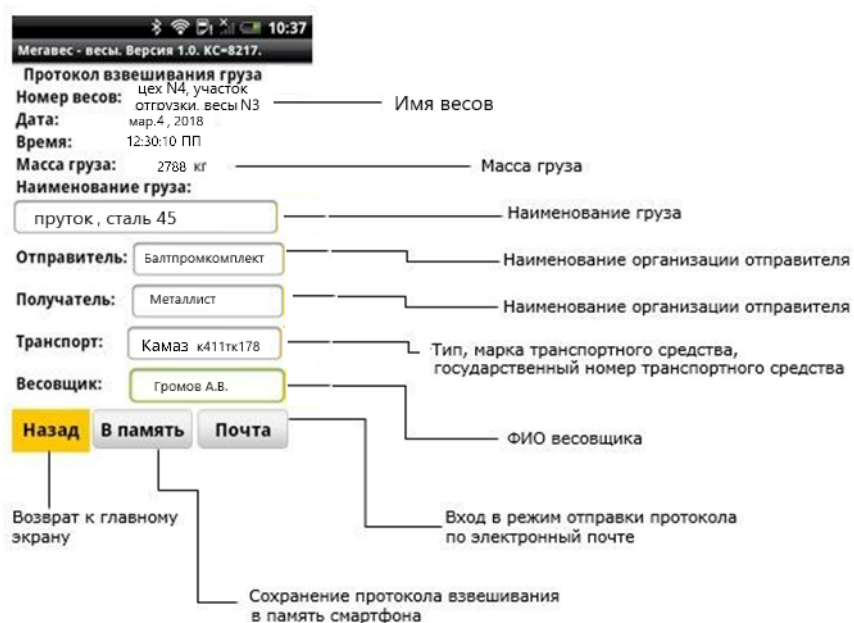 10:37
Мегавес - весы. Версия 1.0. КС=8217.
Протокол взвешивания груза
Номер весов: цех N4, участок
отгрузки, весы N3
Имя весов
Дата: мар.4 , 2018
Время: 12:30:10 ПП
Масса груза: 2788 кг
Масса груза
Наименование груза:
пруток , сталь 45
Наименование груза
Отправитель: Балтпромкомплект
Наименование организации отправителя
Получатель: Металлист
Наименование организации отправителя
Транспорт: Камаз к411тк178
Тип, марка транспортного средства,
государственный номер транспортного средства
Весовщик: Громов А.В.
ФИО весовщика
Назад В память Почта
Возврат к главному
экрану
Вход в режим отправки протокола
по электронный почте
Сохранение протокола взвешивания
в память смартфона